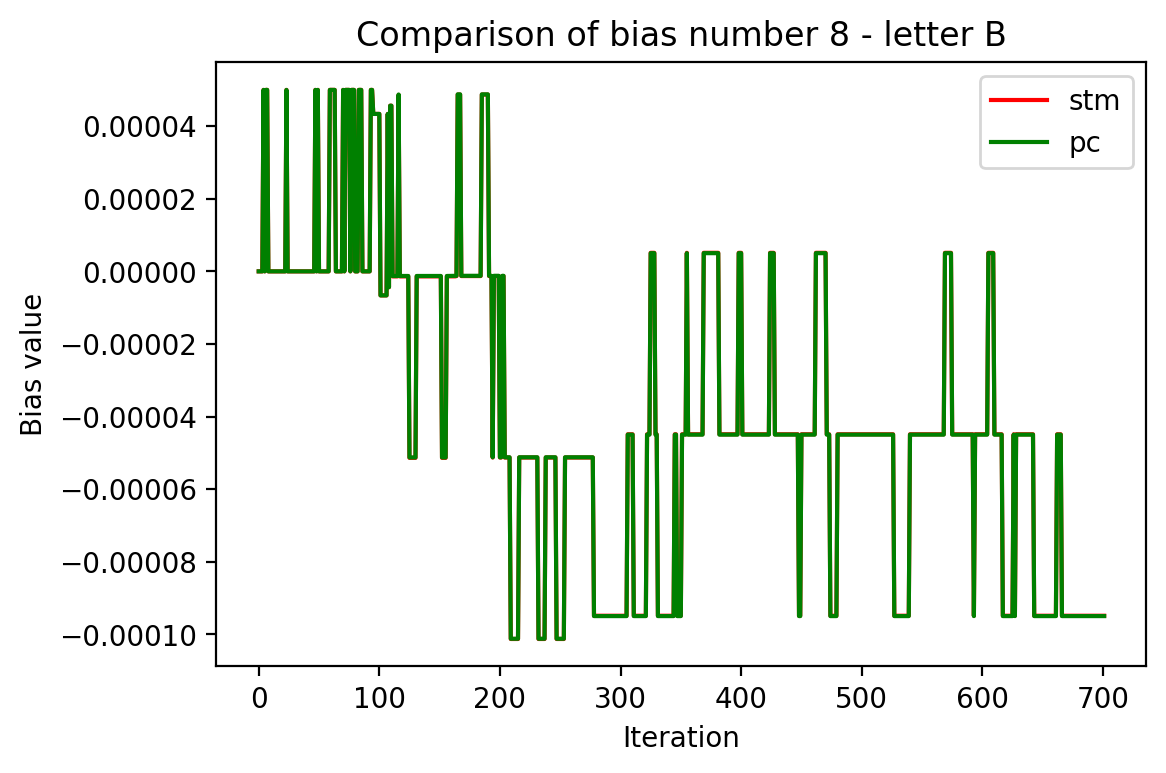 Comparison of bias number 8 - letter B
stm
pc
0.00004
0.00002
0.00000
−0.00002
−0.00004
−0.00006
−0.00008
−0.00010
Bias value
0 100 200 300 400 500 600 700
Iteration